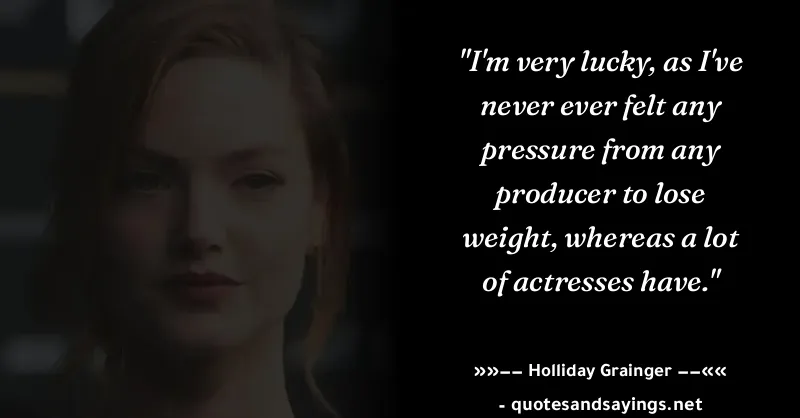 "I'm very lucky, as I've
never ever felt any
pressure from any
producer to lose
weight, whereas a lot
of actresses have."
»»−− Holliday Grainger −−««
- quotesandsayings.net